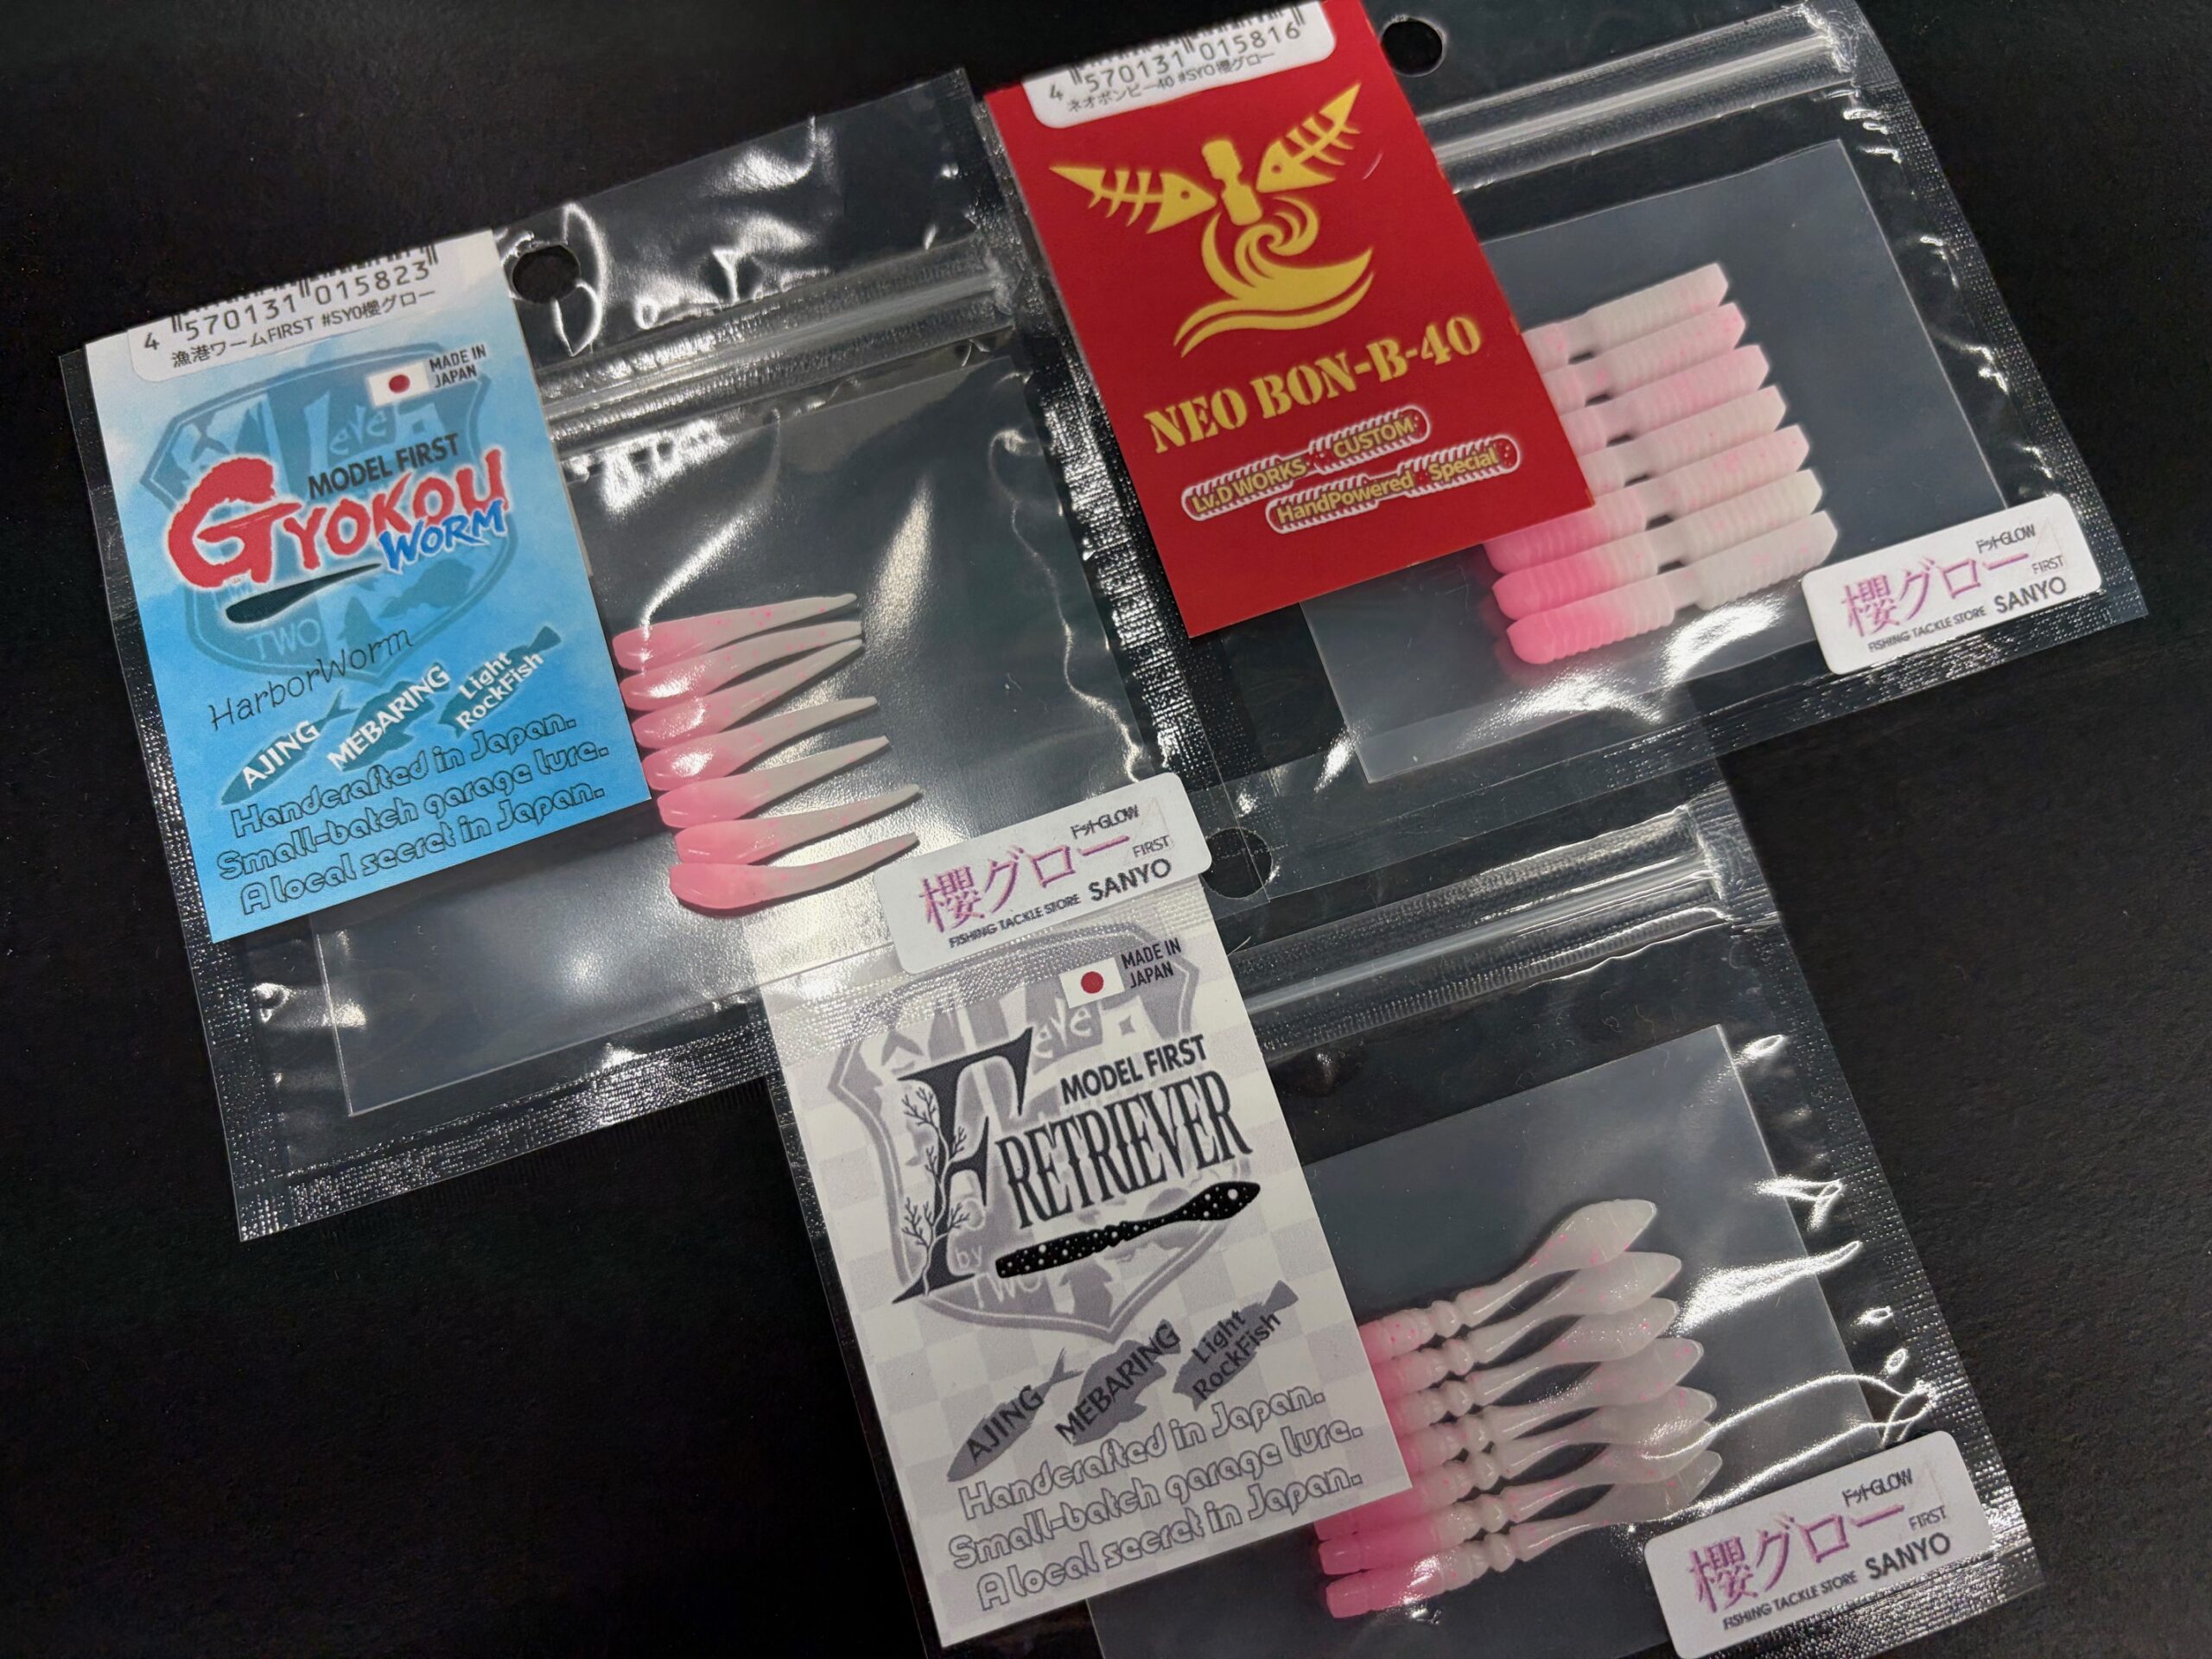 4 570131 015823
漁港ワームFIRST #SYO櫻グロー
MADE IN
JAPAN
MODEL FIRST
GYOKOU
WORM
TWO
HarborWorm
AJING
MEBARING
Light
RockFish
Handcrafted in Japan.
Small-batch garage lure.
A local secret in Japan.
ドットGLOW
櫻グロー
FIRST
FISHING TACKLE STORE SANYO
4 570131 015816
ネオボンビー40 #SYO櫻グロー
NEO BON-B-40
Lv.D WORKS CUSTOM
HandPowered Special
ドットGLOW
櫻グロー
FIRST
FISHING TACKLE STORE SANYO
MADE IN
JAPAN
MODEL FIRST
F RETRIEVER
by
TWO
AJING
MEBARING
Light
RockFish
Handcrafted in Japan.
Small-batch garage lure.
A local secret in Japan.
ドットGLOW
櫻グロー
FIRST
FISHING TACKLE STORE SANYO